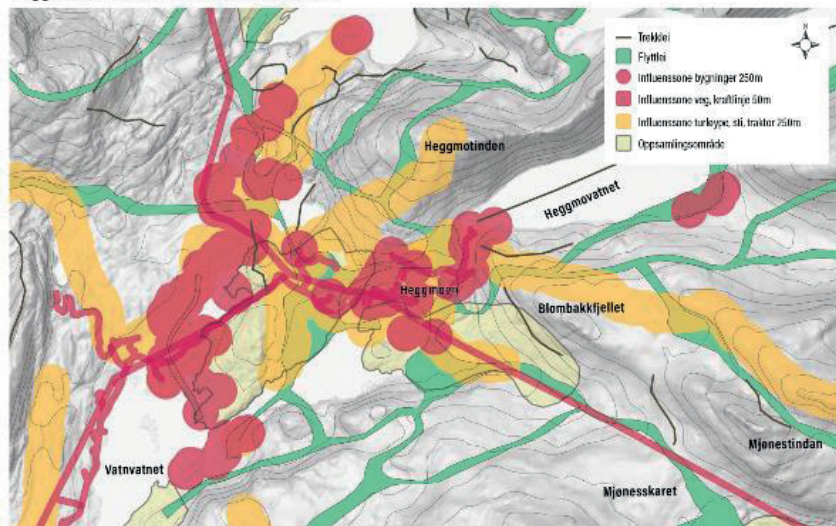 N
Trekklei
Flyttlei
Influenssone bygninger 250m
Influenssone veg, kraftlinje 50m
Influenssone turløype, sti, traktor 250m
Oppsamlingsområde
Heggmotinden
Heggmovatnet
Heggingen
Blombakkfjellet
Mjønestindan
Vatnvatnet
Mjønesskaret